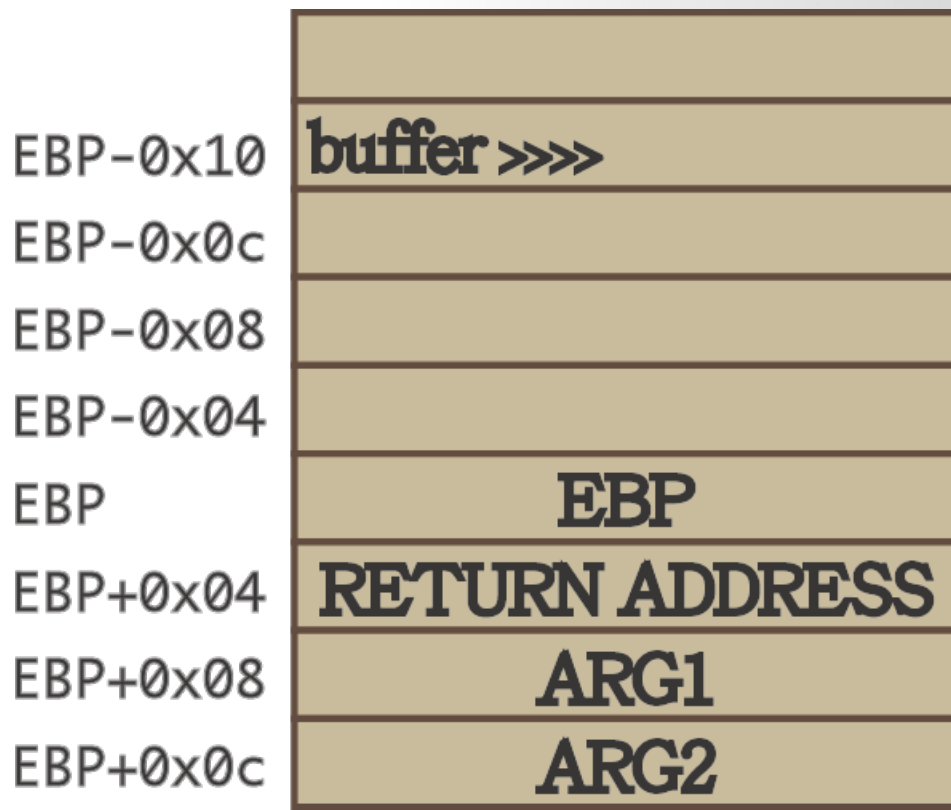 EBP-0x10 buffer >>>>
EBP-0x0c
EBP-0x08
EBP-0x04
EBP EBP
EBP+0x04 RETURN ADDRESS
EBP+0x08 ARG1
EBP+0x0c ARG2